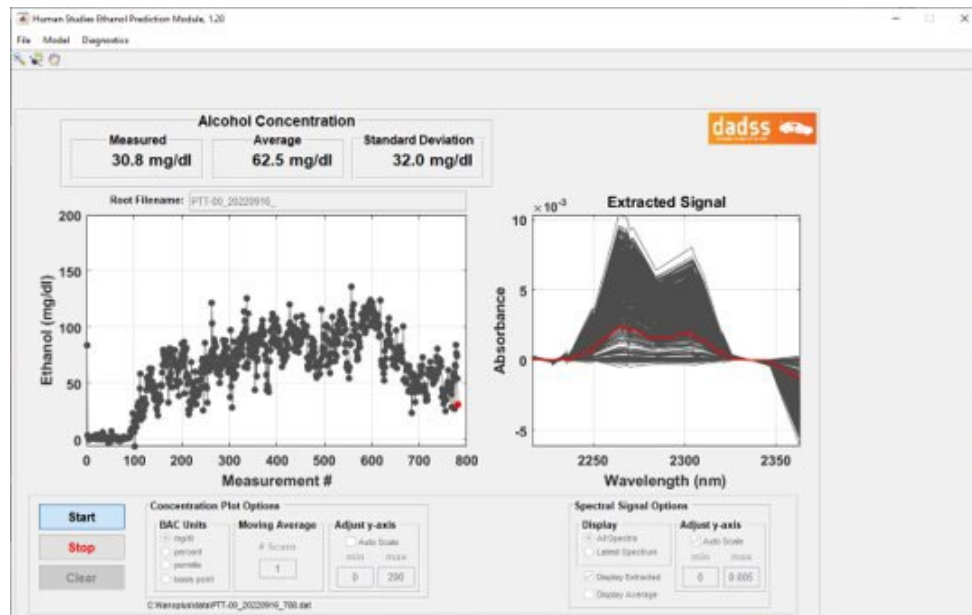 Human Studies Ethanol Prediction Module, 1.20
File Model Diagnostics
dadss
Alcohol Concentration
Measured Average Standard Deviation
30.8 mg/dl 62.5 mg/dl 32.0 mg/dl
Root Filename: PTT-00_20220916_
Extracted Signal
× 10⁻³
200
150
100
50
0
Ethanol (mg/dl)
0 100 200 300 400 500 600 700 800
Measurement #
10
5
0
-5
Absorbance
2250 2300 2350
Wavelength (nm)
Start
Stop
Clear
Concentration Plot Options
BAC Units Moving Average Adjust y-axis
mg/dl
percent
permille
basis point
# Scans
1
Auto Scale
min max
0 200
Spectral Signal Options
Display Adjust y-axis
All Spectra
Latest Spectrum
Display Extracted
Display Average
Auto Scale
min max
0 0.005